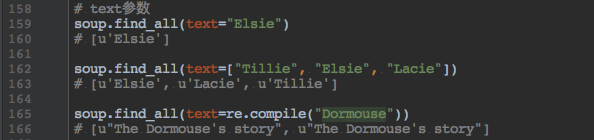 158 # text参数
159 soup.find_all(text="Elsie")
160 # [u'Elsie']
161
162 soup.find_all(text=["Tillie", "Elsie", "Lacie"])
163 # [u'Elsie', u'Lacie', u'Tillie']
164
165 soup.find_all(text=re.compile("Dormouse"))
166 # [u"The Dormouse's story", u"The Dormouse's story"]